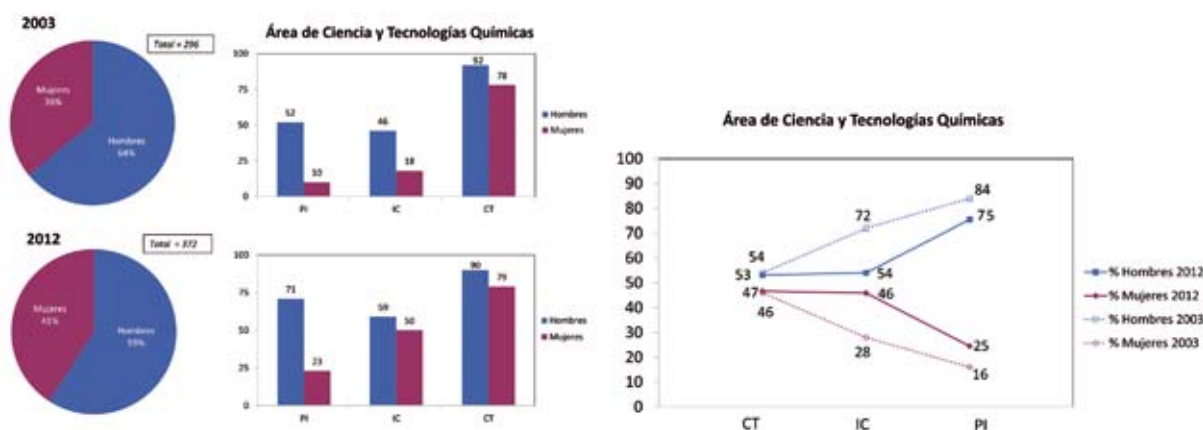 2003
Total = 296
Mujeres
36%
Hombres
64%
Área de Ciencia y Tecnologías Químicas
100
75
50
25
0
52
10
46
18
92
78
PI
IC
CT
Hombres
Mujeres
2012
Total = 372
Mujeres
41%
Hombres
59%
100
75
50
25
0
71
23
59
50
90
79
PI
IC
CT
Hombres
Mujeres
Área de Ciencia y Tecnologías Químicas
100
90
80
70
60
50
40
30
20
10
0
54
53
47
46
72
54
46
28
84
75
25
16
CT
IC
PI
% Hombres 2012
% Mujeres 2012
% Hombres 2003
% Mujeres 2003